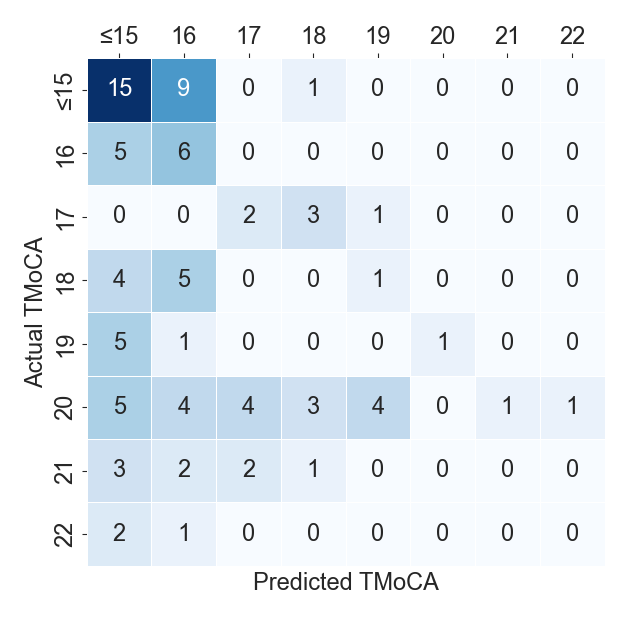 ≤15 16 17 18 19 20 21 22
≤15 15 9 0 1 0 0 0 0
16 5 6 0 0 0 0 0 0
17 0 0 2 3 1 0 0 0
18 4 5 0 0 1 0 0 0
19 5 1 0 0 0 1 0 0
20 5 4 4 3 4 0 1 1
21 3 2 2 1 0 0 0 0
22 2 1 0 0 0 0 0 0
Actual TMoCA
Predicted TMoCA